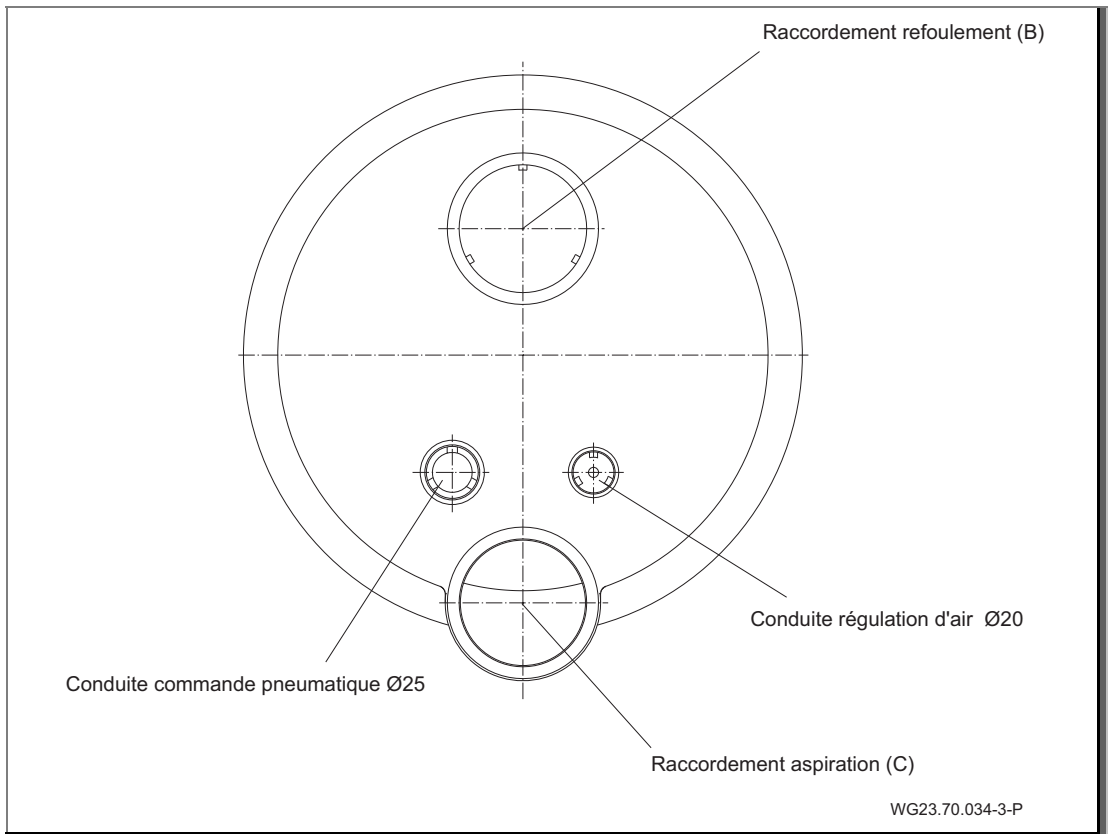 Raccordement refoulement (B)
Conduite régulation d'air Ø20
Conduite commande pneumatique Ø25
Raccordement aspiration (C)
WG23.70.034-3-P